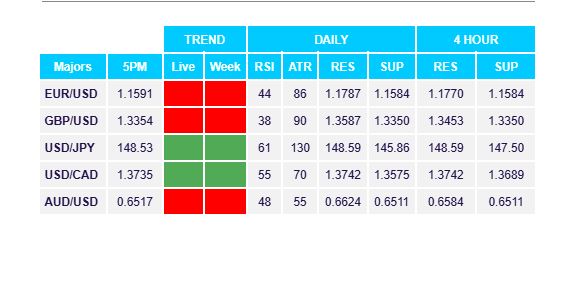 TREND DAILY 4 HOUR
Majors 5PM Live Week RSI ATR RES SUP RES SUP
EUR/USD 1.1591 44 86 1.1787 1.1584 1.1770 1.1584
GBP/USD 1.3354 38 90 1.3587 1.3350 1.3453 1.3350
USD/JPY 148.53 61 130 148.59 145.86 148.59 147.50
USD/CAD 1.3735 55 70 1.3742 1.3575 1.3742 1.3689
AUD/USD 0.6517 48 55 0.6624 0.6511 0.6584 0.6511